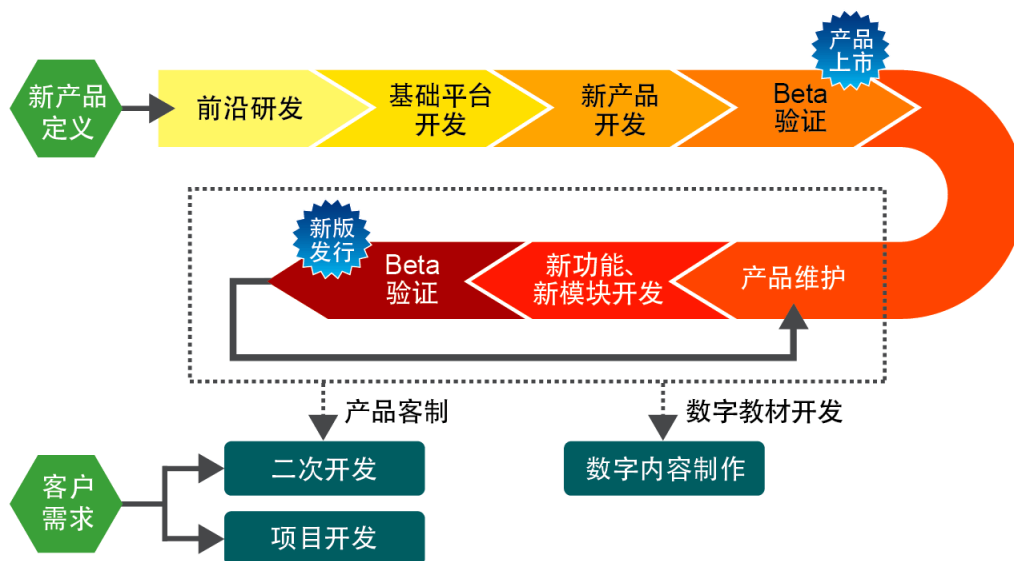 产品
上市
新产品
定义
前沿研发
基础平台
开发
新产品
开发
Beta
验证
新版
发行
Beta
验证
新功能、
新模块开发
产品维护
产品客制
数字教材开发
客户
需求
二次开发
数字内容制作
项目开发